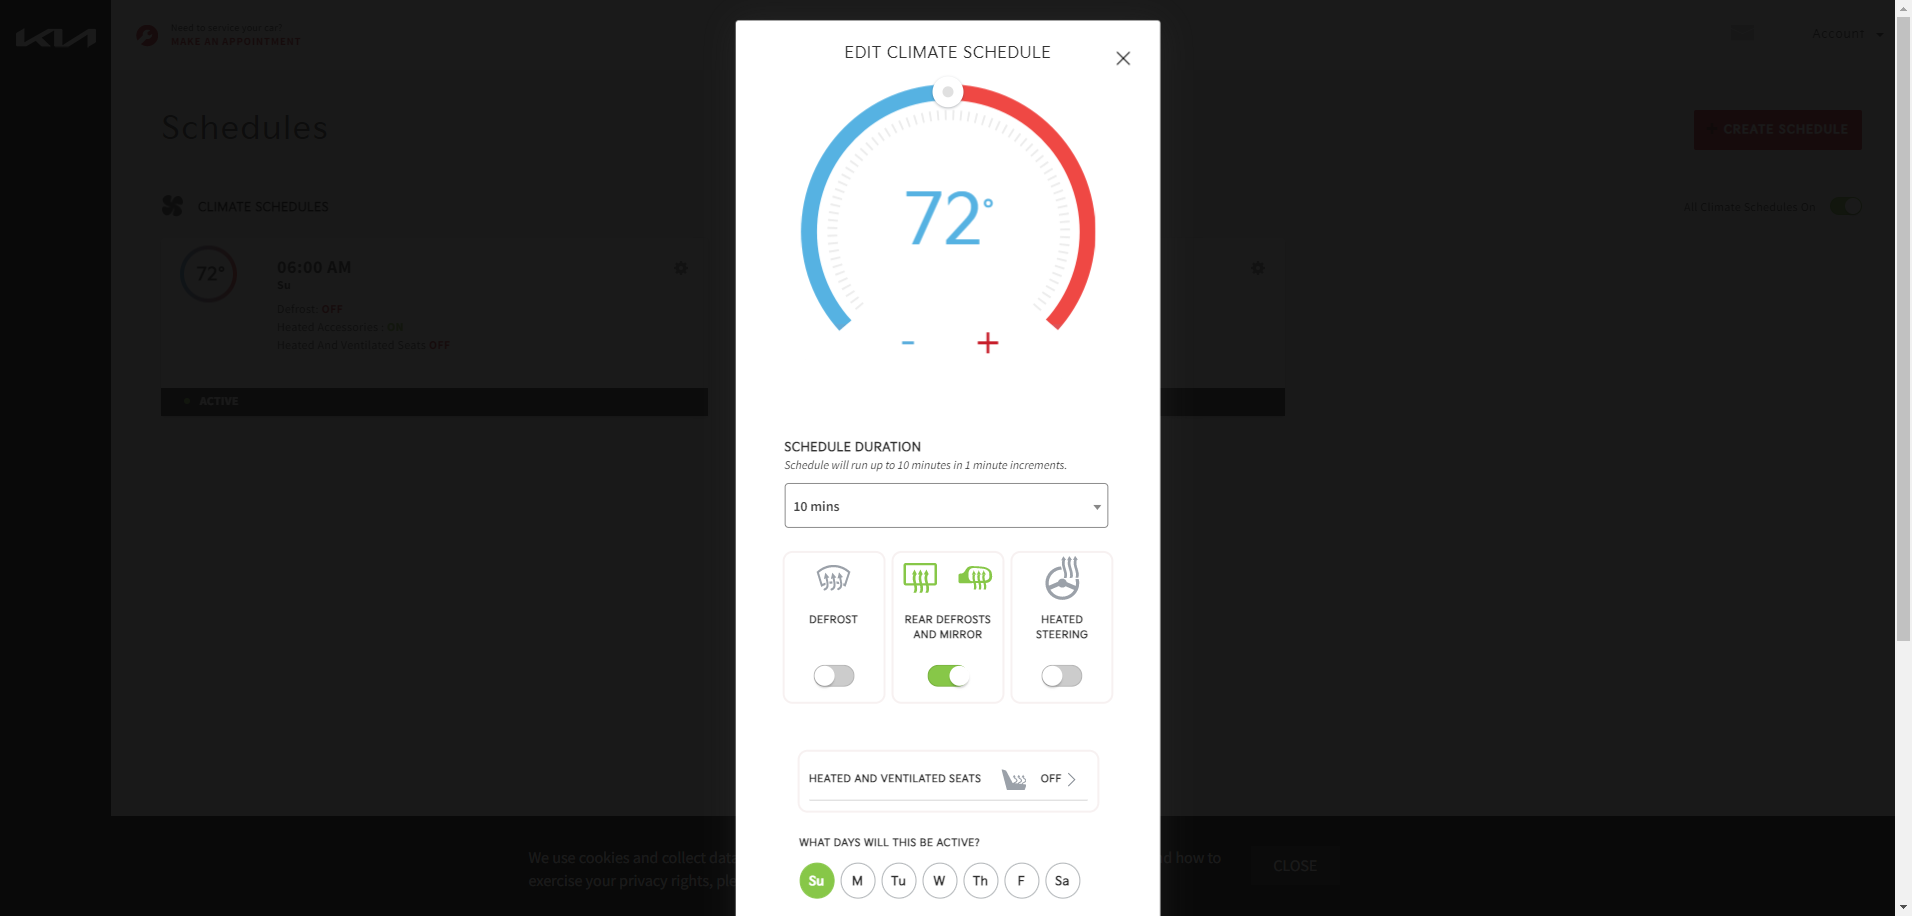 KIA
Need to service your car?
MAKE AN APPOINTMENT
Account
Schedules
CREATE SCHEDULE
CLIMATE SCHEDULES
All Climate Schedules On
72°
06:00 AM
Su
Defrost: OFF
Heated Accessories : ON
Heated And Ventilated Seats OFF
ACTIVE
EDIT CLIMATE SCHEDULE
72°
-
+
SCHEDULE DURATION
Schedule will run up to 10 minutes in 1 minute increments.
10 mins
DEFROST
REAR DEFROSTS
AND MIRROR
HEATED
STEERING
HEATED AND VENTILATED SEATS OFF
WHAT DAYS WILL THIS BE ACTIVE?
Su M Tu W Th F Sa
We use cookies and collect
how to
exercise your privacy rights,
CLOSE